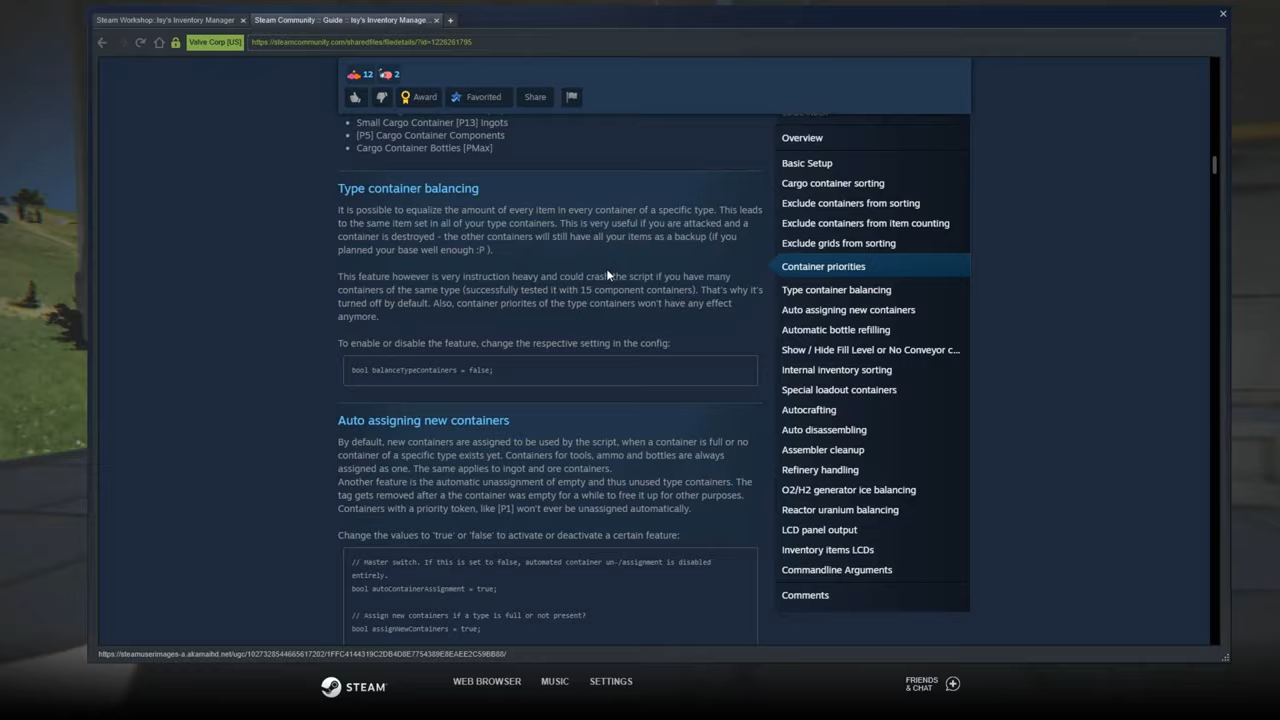 Steam Workshop: Isy's Inventory Manager
Steam Community :: Guide :: Isy's Inventory Manage...
Valve Corp [US]
https://steamcommunity.com/sharedfiles/filedetails/?id=1226261795
12
2
Award
Favorited
Share
Small Cargo Container [P13] Ingots
[P5] Cargo Container Components
Cargo Container Bottles [PMax]
Type container balancing
It is possible to equalize the amount of every item in every container of a specific type. This leads
to the same item set in all of your type containers. This is very useful if you are attacked and a
container is destroyed - the other containers will still have all your items as a backup (if you
planned your base well enough :P ).
This feature however is very instruction heavy and could crash the script if you have many
containers of the same type (successfully tested it with 15 component containers). That's why it's
turned off by default. Also, container priorites of the type containers won't have any effect
anymore.
To enable or disable the feature, change the respective setting in the config:
bool balanceTypeContainers = false;
Auto assigning new containers
By default, new containers are assigned to be used by the script, when a container is full or no
container of a specific type exists yet. Containers for tools, ammo and bottles are always
assigned as one. The same applies to ingot and ore containers.
Another feature is the automatic unassignment of empty and thus unused type containers. The
tag gets removed after a the container was empty for a while to free it up for other purposes.
Containers with a priority token, like [P1] won't ever be unassigned automatically.
Change the values to 'true' or 'false' to activate or deactivate a certain feature:
// Master switch. If this is set to false, automated container un-/assignment is disabled
entirely.
bool autoContainerAssignment = true;
// Assign new containers if a type is full or not present?
bool assignNewContainers = true;
Overview
Basic Setup
Cargo container sorting
Exclude containers from sorting
Exclude containers from item counting
Exclude grids from sorting
Container priorities
Type container balancing
Auto assigning new containers
Automatic bottle refilling
Show / Hide Fill Level or No Conveyor c...
Internal inventory sorting
Special loadout containers
Autocrafting
Auto disassembling
Assembler cleanup
Refinery handling
O2/H2 generator ice balancing
Reactor uranium balancing
LCD panel output
Inventory items LCDs
Commandline Arguments
Comments
STEAM
WEB BROWSER
MUSIC
SETTINGS
FRIENDS
& CHAT